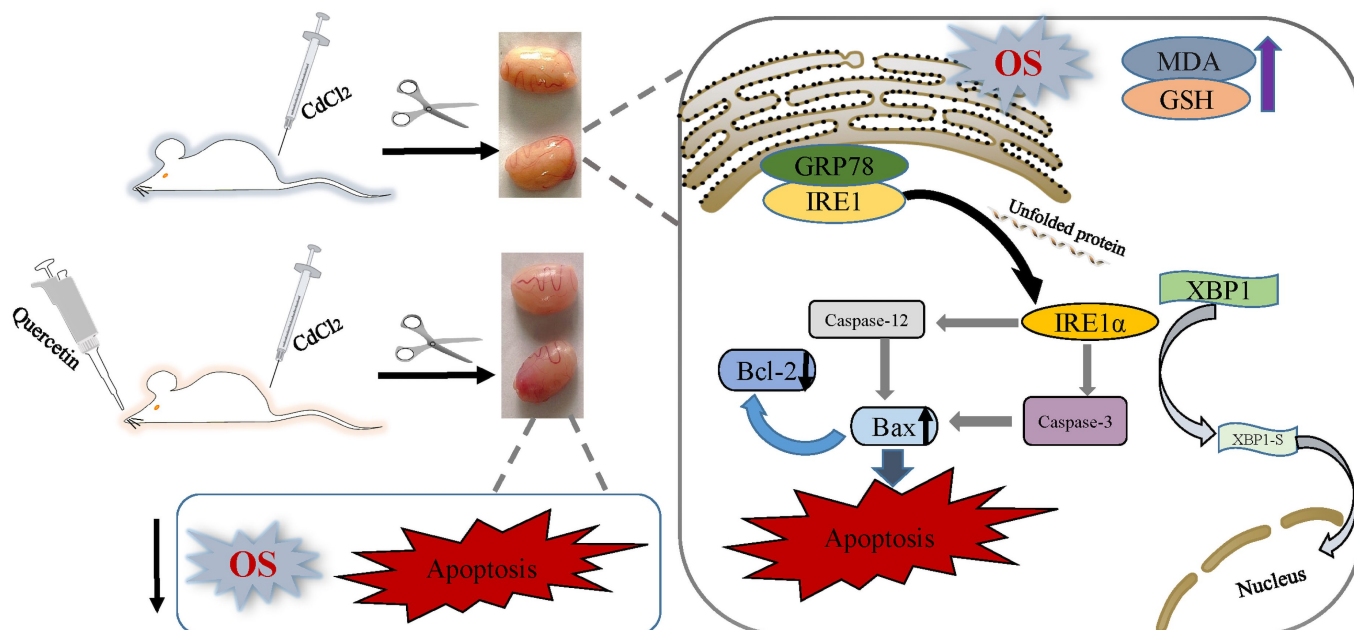 CdCl₂
Quercetin
CdCl₂
OS
Apoptosis
OS
MDA
GSH
GRP78
IRE1
Unfolded protein
XBP1
IRE1α
Caspase-12
Bcl-2
Bax
Caspase-3
XBP1-S
Apoptosis
Nucleus